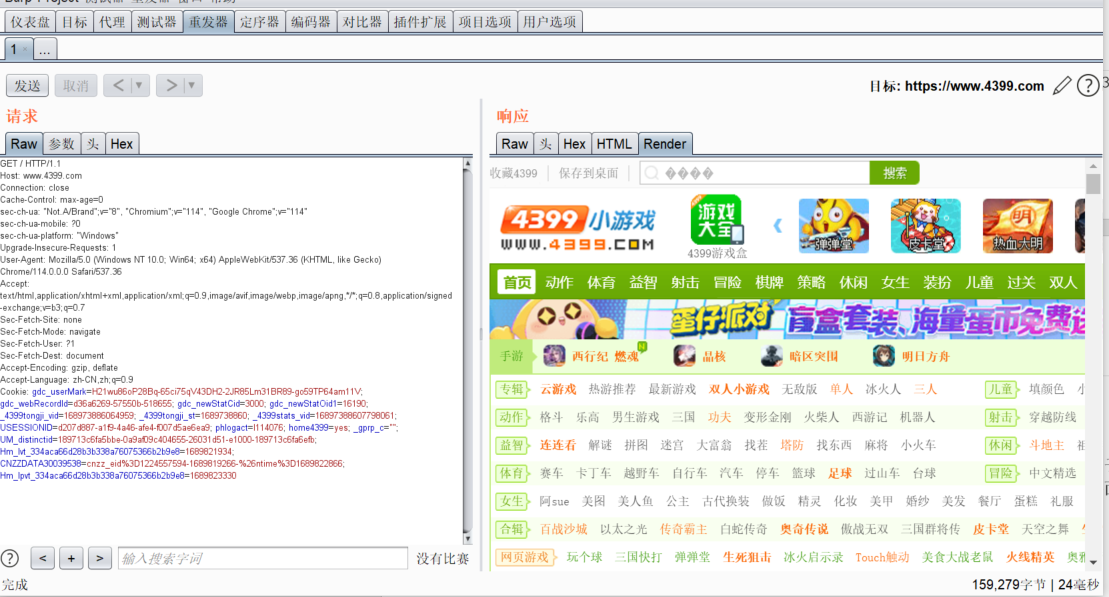 Burp Project 测试器 重发器 窗口 帮助
仪表盘 目标 代理 测试器 重发器 定序器 编码器 对比器 插件扩展 项目选项 用户选项
1 × ...
发送 取消 < ▼ > ▼ 目标: https://www.4399.com ?
请求
Raw 参数 头 Hex
GET / HTTP/1.1
Host: www.4399.com
Connection: close
Cache-Control: max-age=0
sec-ch-ua: "Not.A/Brand";v="8", "Chromium";v="114", "Google Chrome";v="114"
sec-ch-ua-mobile: ?0
sec-ch-ua-platform: "Windows"
Upgrade-Insecure-Requests: 1
User-Agent: Mozilla/5.0 (Windows NT 10.0; Win64; x64) AppleWebKit/537.36 (KHTML, like Gecko)
Chrome/114.0.0.0 Safari/537.36
Accept:
text/html,application/xhtml+xml,application/xml;q=0.9,image/avif,image/webp,image/apng,*/*;q=0.8,application/signed
-exchange;v=b3;q=0.7
Sec-Fetch-Site: none
Sec-Fetch-Mode: navigate
Sec-Fetch-User: ?1
Sec-Fetch-Dest: document
Accept-Encoding: gzip, deflate
Accept-Language: zh-CN,zh;q=0.9
Cookie: gdc_userMark=H21wu86oP28Bq-65ci75qV43DH2-2JR85Lm31BR89-go59TP64am11V;
gdc_webRecordId=d36a6269-57550b-518655; gdc_newStatCid=3000; gdc_newStatOid1=16190;
_4399tongji_vid=168973886064959; _4399tongji_st=1689738860; _4399stats_vid=16897388607798061;
USESSIONID=d207d887-a1f9-4a46-afe4-f007d5ae6ea9; phlogact=l114076; home4399=yes; _gprp_c="";
UM_distinctid=189713c6fa5bbe-0a9af09c404655-26031d51-e1000-189713c6fa6efb;
Hm_lvt_334aca66d28b3b338a76075366b2b9e8=1689821934;
CNZZDATA30039538=cnzz_eid%3D1224557594-1689819266-%26ntime%3D1689822866;
Hm_lpvt_334aca66d28b3b338a76075366b2b9e8=1689823330
? < + > 输入搜索字词 没有比赛
完成
响应
Raw 头 Hex HTML Render
收藏4399 保存到桌面 ���� 搜索
4399 小游戏
www.4399.com
游戏大全
4399游戏盒
弹弹堂 皮卡堂 热血大明
首页 动作 体育 益智 射击 冒险 棋牌 策略 休闲 女生 装扮 儿童 过关 双人
蛋仔派对 盲盒套装、海量蛋币免费送
手游 西行纪 燃魂 N 晶核 暗区突围 明日方舟
专辑 云游戏 热游推荐 最新游戏 双人小游戏 无敌版 单人 冰火人 三人 儿童 填颜色
动作 格斗 乐高 男生游戏 三国 功夫 变形金刚 火柴人 西游记 机器人 射击 穿越防线
益智 连连看 解谜 拼图 迷宫 大富翁 找茬 塔防 找东西 麻将 小火车 休闲 斗地主
体育 赛车 卡丁车 越野车 自行车 汽车 停车 篮球 足球 过山车 台球 冒险 中文精选
女生 阿sue 美图 美人鱼 公主 古代换装 做饭 精灵 化妆 美甲 婚纱 美发 餐厅 蛋糕 礼服
合辑 百战沙城 以太之光 传奇霸主 白蛇传奇 奥奇传说 傲战无双 三国群将传 皮卡堂 天空之舞
网页游戏 玩个球 三国快打 弹弹堂 生死狙击 冰火启示录 Touch触动 美食大战老鼠 火线精英 奥雅
159,279字节 | 24毫秒